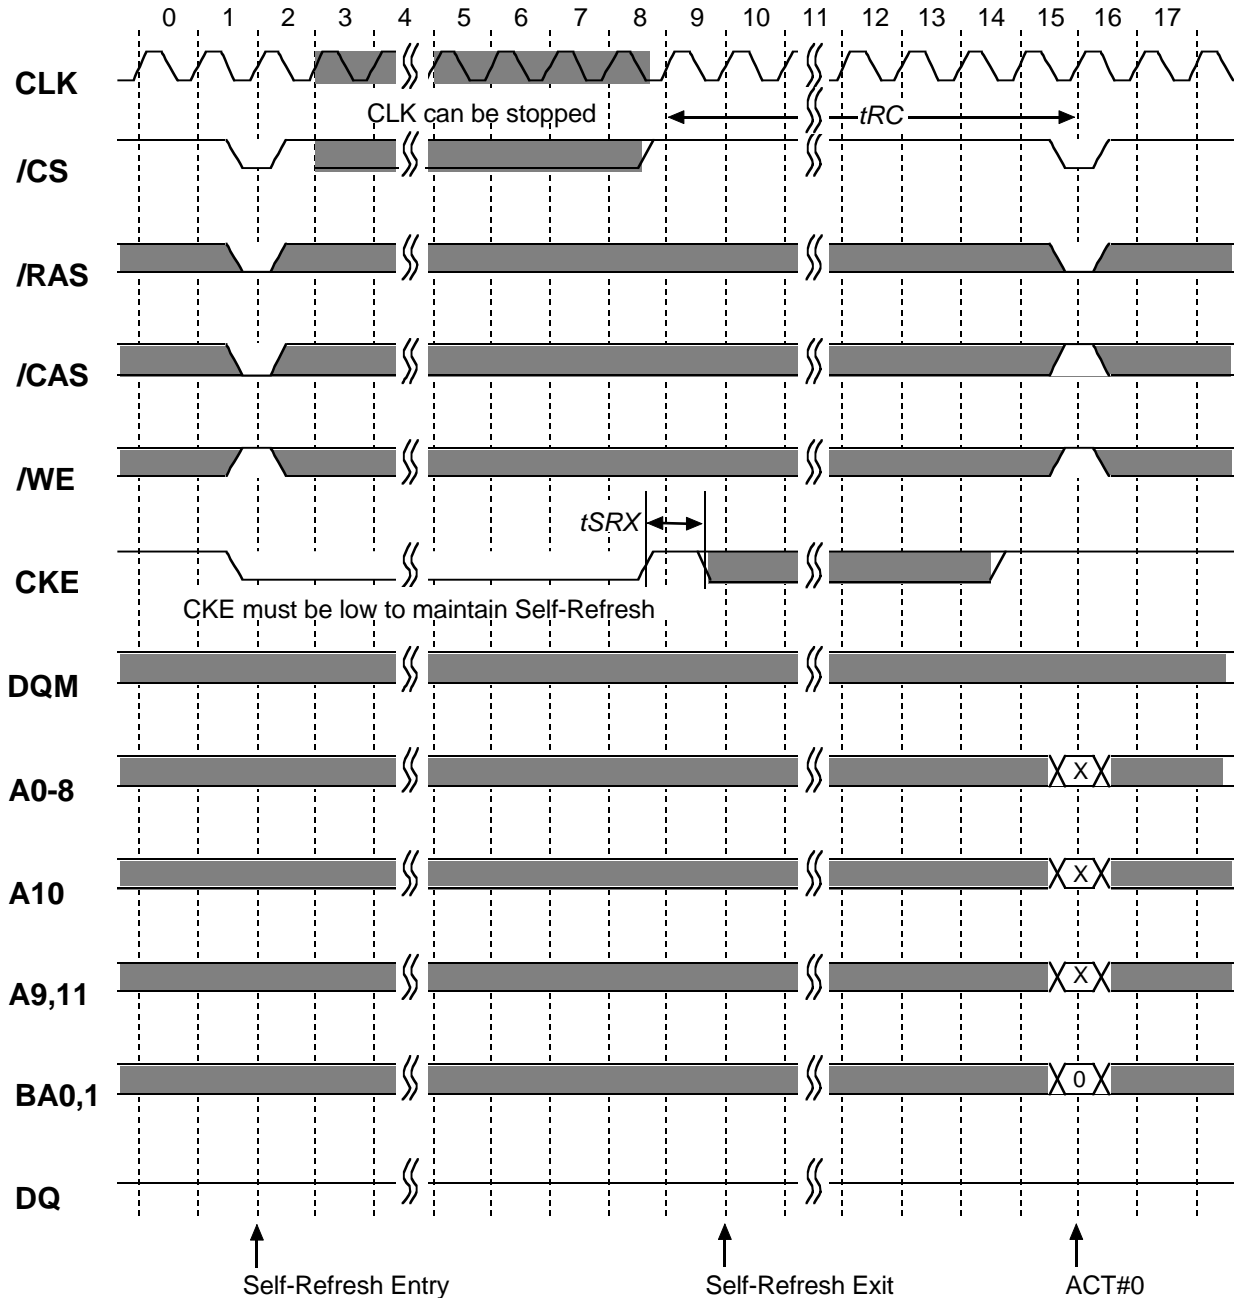 0 1 2 3 4 5 6 7 8 9 10 11 12 13 14 15 16 17
CLK
CLK can be stopped
tRC
/CS
/RAS
/CAS
/WE
tSRX
CKE
CKE must be low to maintain Self-Refresh
DQM
A0-8
X
A10
X
A9,11
X
BA0,1
0
DQ
Self-Refresh Entry
Self-Refresh Exit
ACT#0